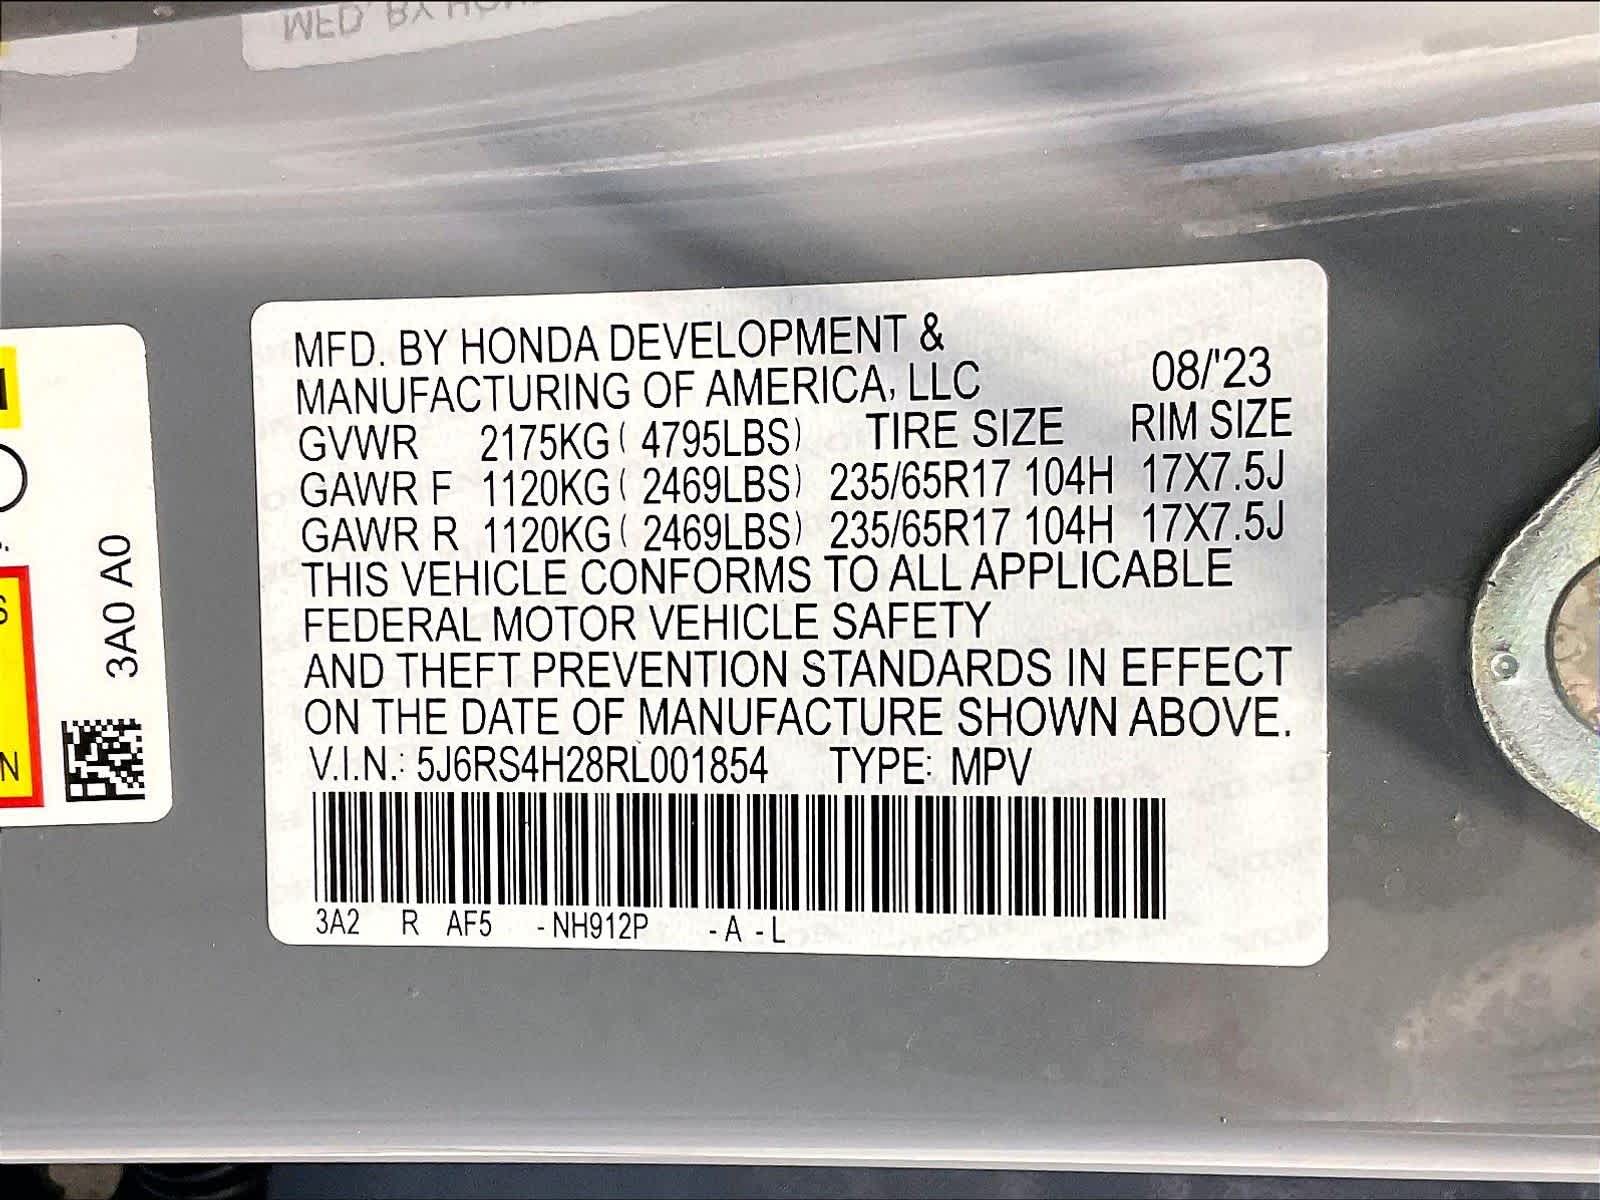 MFD. BY HONDA DEVELOPMENT &
MANUFACTURING OF AMERICA, LLC 08/'23
GVWR 2175KG ( 4795LBS) TIRE SIZE RIM SIZE
GAWR F 1120KG ( 2469LBS) 235/65R17 104H 17X7.5J
GAWR R 1120KG ( 2469LBS) 235/65R17 104H 17X7.5J
THIS VEHICLE CONFORMS TO ALL APPLICABLE
FEDERAL MOTOR VEHICLE SAFETY
AND THEFT PREVENTION STANDARDS IN EFFECT
ON THE DATE OF MANUFACTURE SHOWN ABOVE.
V.I.N.: 5J6RS4H28RL001854 TYPE: MPV
3A2 R AF5 -NH912P -A -L
3A0 A0